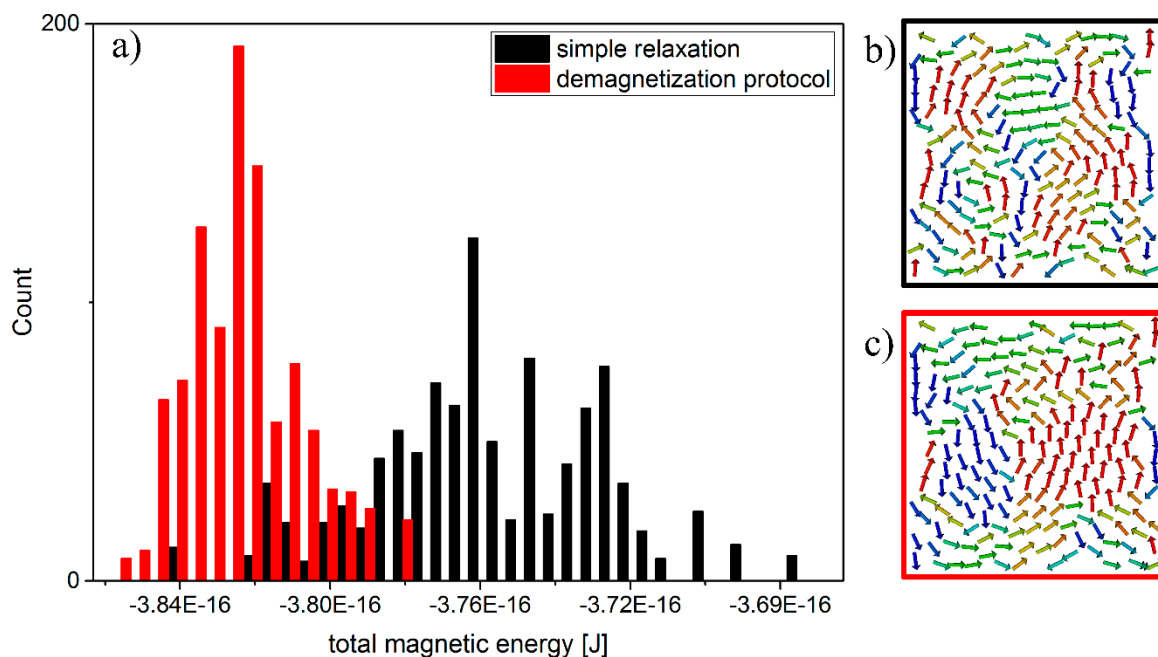 200
a)
simple relaxation
demagnetization protocol
b)
Count
c)
0
-3.84E-16 -3.80E-16 -3.76E-16 -3.72E-16 -3.69E-16
total magnetic energy [J]